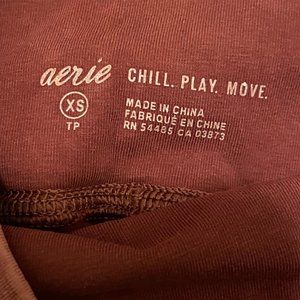 aerie CHILL. PLAY. MOVE.
XS
TP
MADE IN CHINA
FABRIQUÉ EN CHINE
RN 54485 CA 03873